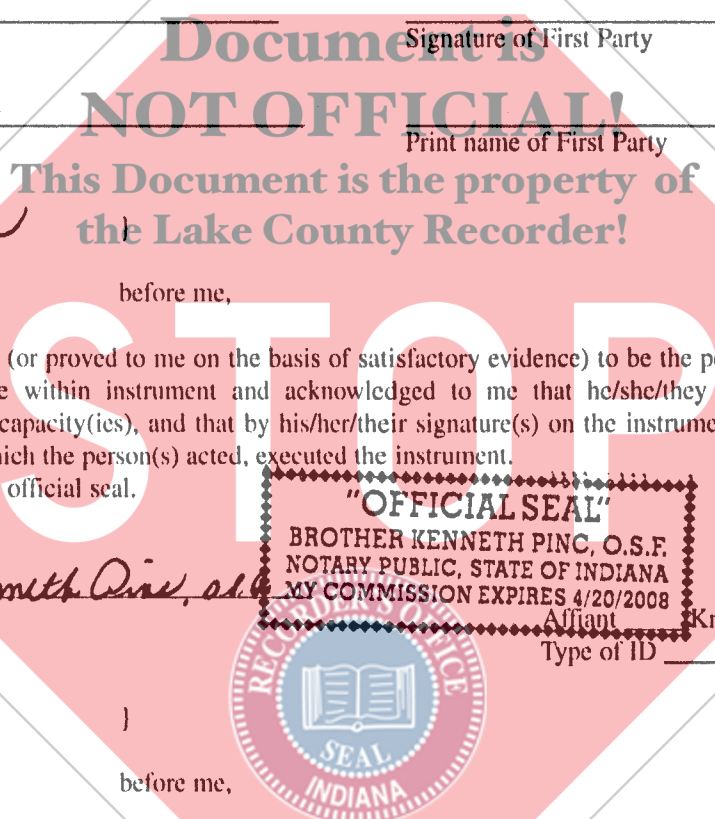 Document is
Signature of First Party
NOT OFFICIAL!
Print name of First Party
This Document is the property of
the Lake County Recorder!
}
before me,
STOP
(or proved to me on the basis of satisfactory evidence) to be the
within instrument and acknowledged to me that he/she/they
capacity(ies), and that by his/her/their signature(s) on the
the person(s) acted, executed the instrument.
official seal.
"OFFICIAL SEAL"
BROTHER KENNETH PINC, O.S.F.
NOTARY PUBLIC, STATE OF INDIANA
MY COMMISSION EXPIRES 4/20/2008
Affiant
Type of ID
RECORDER'S OFFICE
SEAL
INDIANA
}
before me,